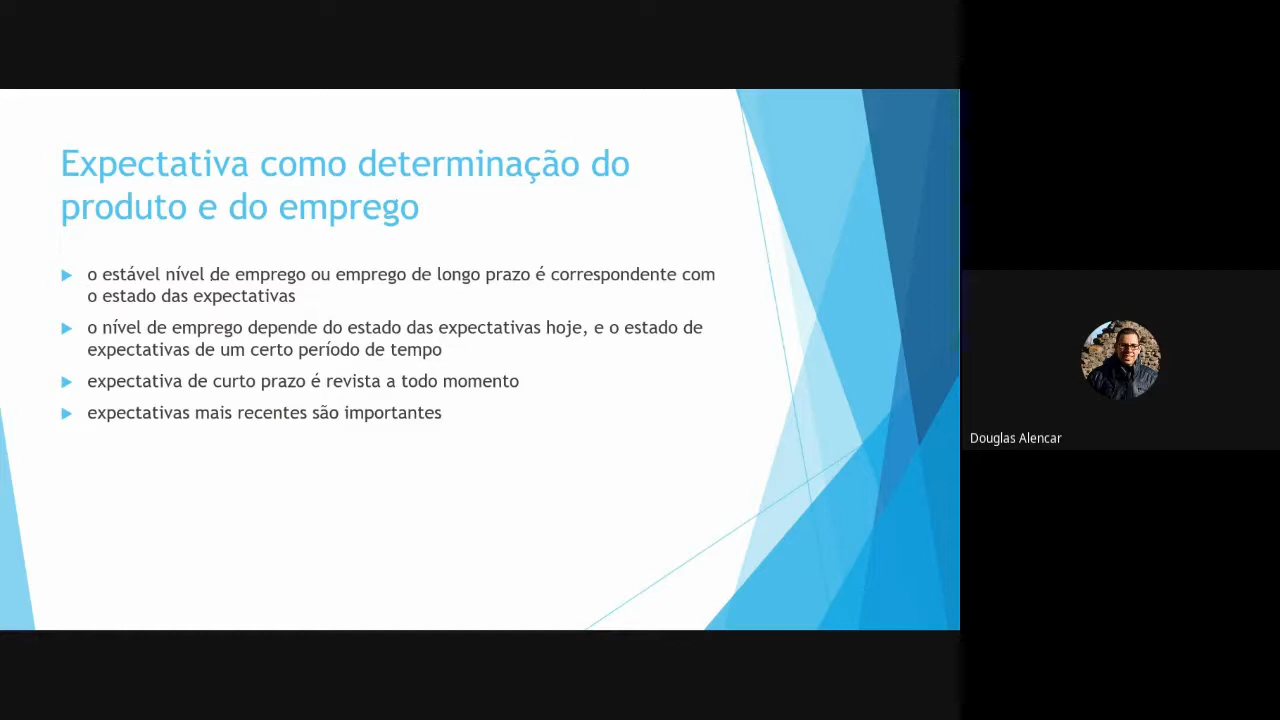 Expectativa como determinação do
produto e do emprego
o estável nível de emprego ou emprego de longo prazo é correspondente com
o estado das expectativas
o nível de emprego depende do estado das expectativas hoje, e o estado de
expectativas de um certo período de tempo
expectativa de curto prazo é revista a todo momento
expectativas mais recentes são importantes
Douglas Alencar